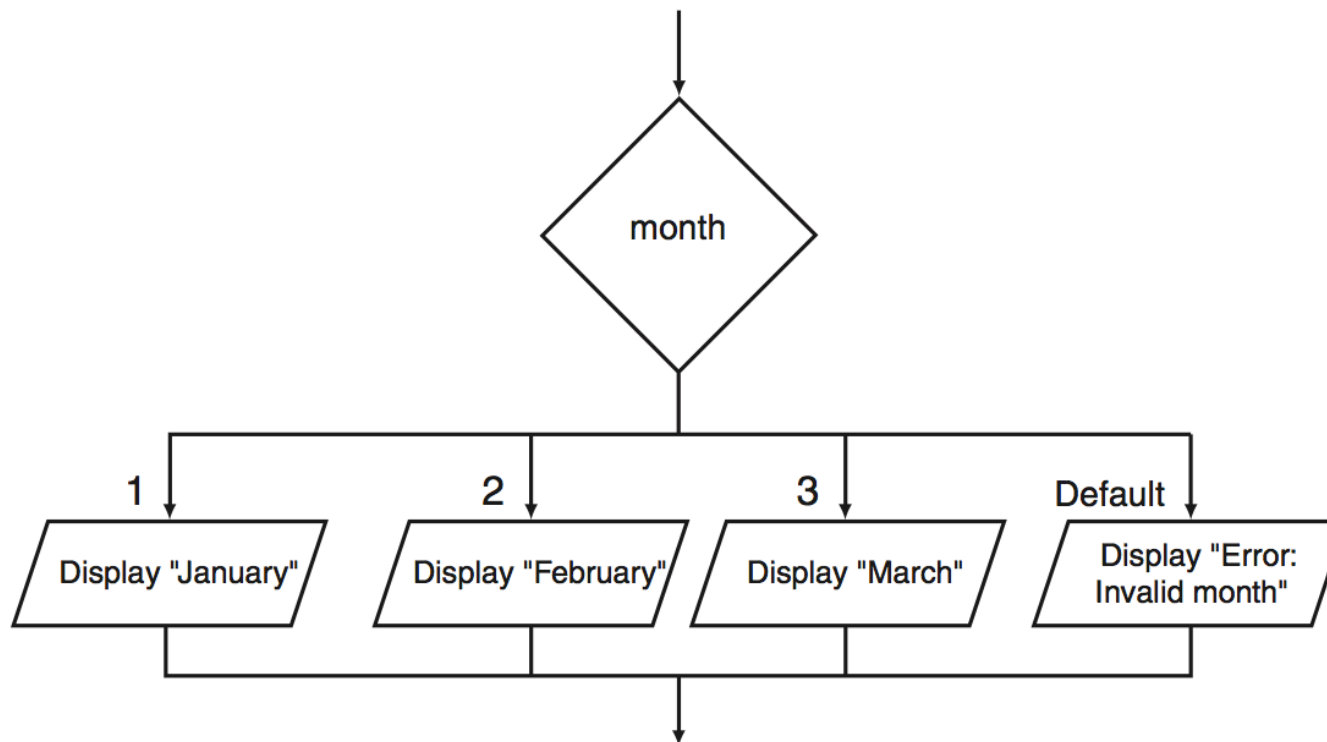 month
1
2
3
Default
Display "January"
Display "February"
Display "March"
Display "Error:
Invalid month"